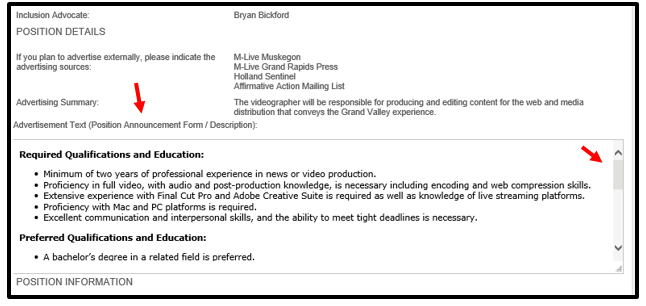 Inclusion Advocate: Bryan Bickford
POSITION DETAILS
If you plan to advertise externally, please indicate the M-Live Muskegon
advertising sources: M-Live Grand Rapids Press
Holland Sentinel
Affirmative Action Mailing List
Advertising Summary: The videographer will be responsible for producing and editing content for the web and media
distribution that conveys the Grand Valley experience.
Advertisement Text (Position Announcement Form / Description):
Required Qualifications and Education:
• Minimum of two years of professional experience in news or video production.
• Proficiency in full video, with audio and post-production knowledge, is necessary including encoding and web compression skills.
• Extensive experience with Final Cut Pro and Adobe Creative Suite is required as well as knowledge of live streaming platforms.
• Proficiency with Mac and PC platforms is required.
• Excellent communication and interpersonal skills, and the ability to meet tight deadlines is necessary.
Preferred Qualifications and Education:
• A bachelor's degree in a related field is preferred.
POSITION INFORMATION